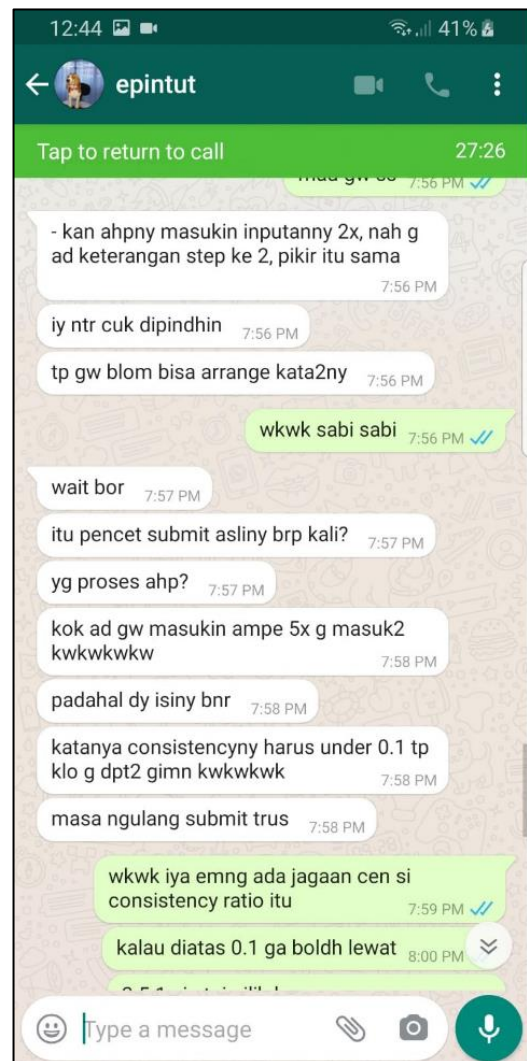 12:44 41%
epintut
Tap to return to call 27:26
7:56 PM
- kan ahpny masukin inputanny 2x, nah g
ad keterangan step ke 2, pikir itu sama
7:56 PM
iy ntr cuk dipindhin 7:56 PM
tp gw blom bisa arrange kata2ny 7:56 PM
wkwk sabi sabi 7:56 PM
wait bor 7:57 PM
itu pencet submit asliny brp kali? 7:57 PM
yg proses ahp? 7:57 PM
kok ad gw masukin ampe 5x g masuk2
kwkwkwkw 7:58 PM
padahal dy isiny bnr 7:58 PM
katanya consistencyny harus under 0.1 tp
klo g dpt2 gimn kwkwkwk 7:58 PM
masa ngulang submit trus 7:58 PM
wkwk iya emng ada jagaan cen si
consistency ratio itu 7:59 PM
kalau diatas 0.1 ga boldh lewat 8:00 PM
Type a message